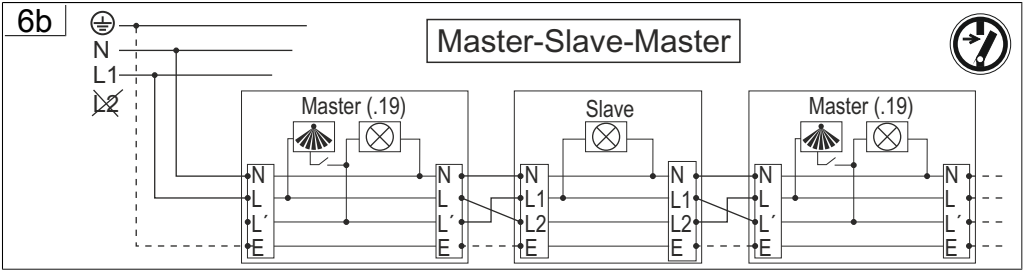 6b
N
L1
L2
Master-Slave-Master
Master (.19)
N
L
L´
E
N
L
L´
E
Slave
N
L1
L2
E
N
L1
L2
E
Master (.19)
N
L
L´
E
N
L
L´
E